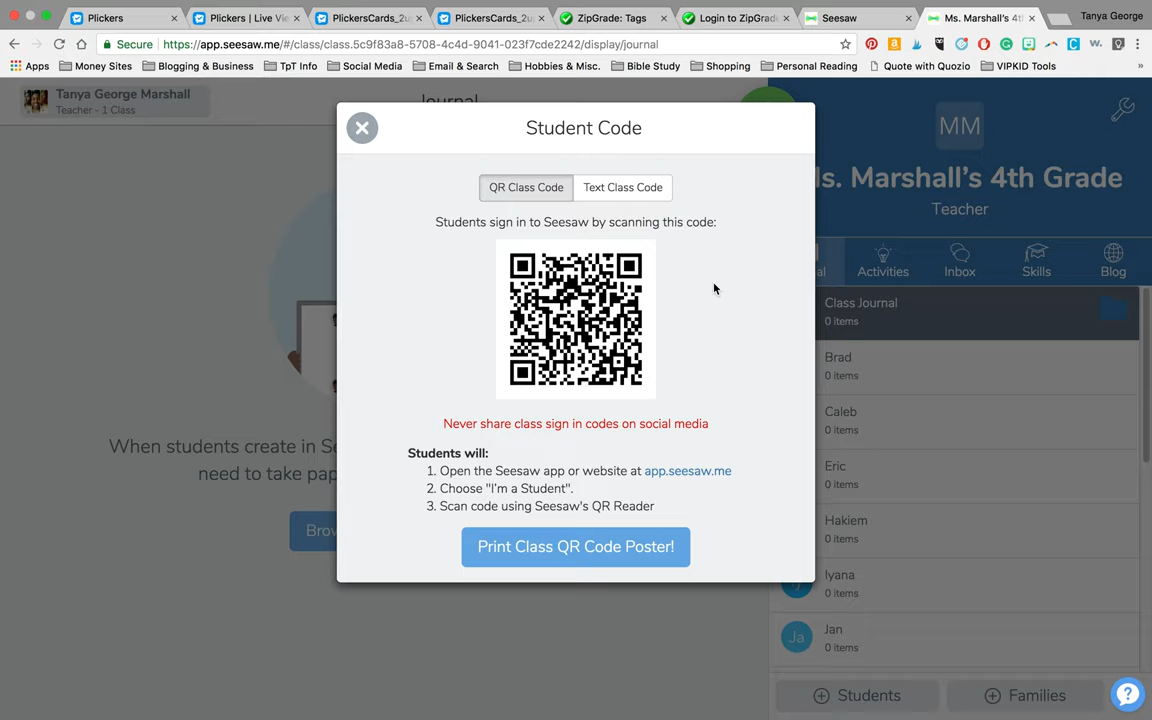 Plickers
Plickers | Live Vie
PlickersCards_2up
PlickersCards_2up
ZipGrade: Tags
Login to ZipGrade
Seesaw
Ms. Marshall's 4th
Tanya George
Secure
https://app.seesaw.me/#/class/class.5c9f83a8-5708-4c4d-9041-023f7cde2242/display/journal
Apps
Money Sites
Blogging & Business
TpT Info
Social Media
Email & Search
Hobbies & Misc.
Bible Study
Shopping
Personal Reading
Quote with Quozio
VIPKID Tools
Tanya George Marshall
Teacher - 1 Class
Journal
Student Code
QR Class Code
Text Class Code
Students sign in to Seesaw by scanning this code:
Never share class sign in codes on social media
Students will:
1. Open the Seesaw app or website at app.seesaw.me
2. Choose "I'm a Student".
3. Scan code using Seesaw's QR Reader
Print Class QR Code Poster!
When students create in Se
need to take pap
Brow
MM
Ms. Marshall's 4th Grade
Teacher
al
Activities
Inbox
Skills
Blog
Class Journal
0 items
Brad
0 items
Caleb
0 items
Eric
0 items
Hakiem
0 items
Iyana
0 items
Ja
Jan
0 items
Students
Families